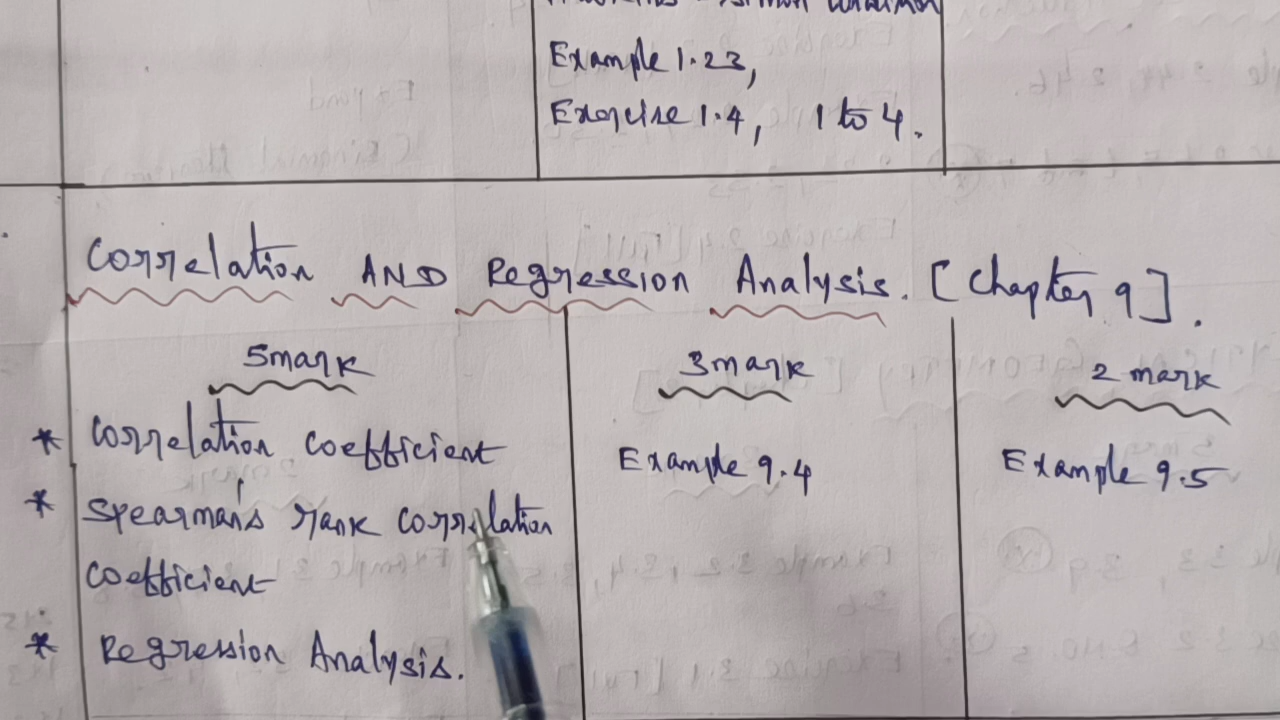 Example 1.23,
Exercise 1.4, 1 to 4.
Correlation AND Regression Analysis. [Chapter 9].
5mark
3mark
2 mark
* Correlation coefficient
Example 9.4
Example 9.5
* Spearman's rank correlation
coefficient
* Regression Analysis.